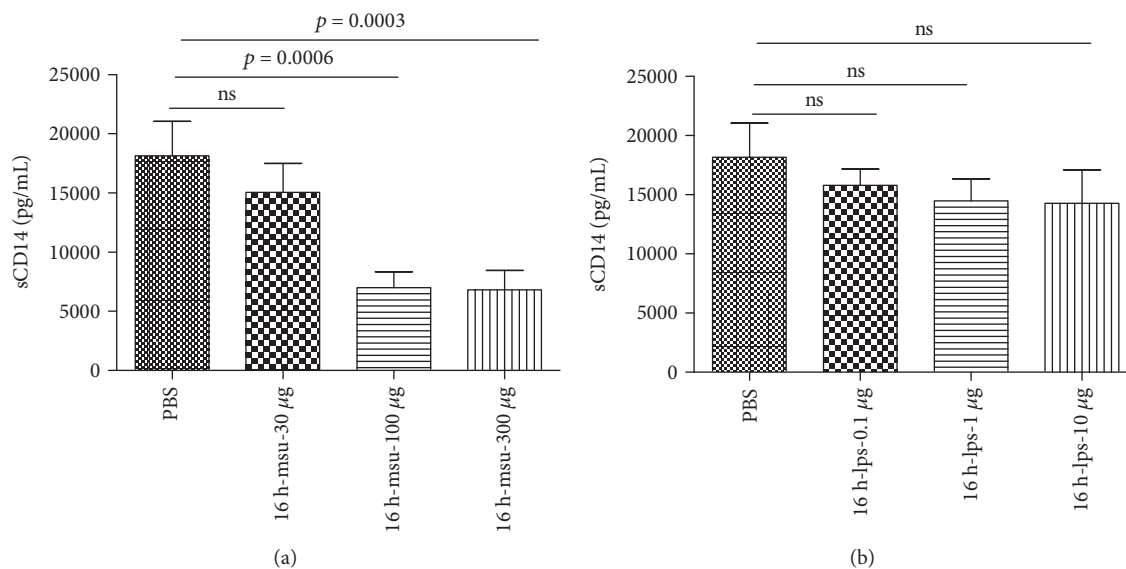 p = 0.0003
p = 0.0006
ns
25000
20000
15000
10000
5000
0
sCD14 (pg/mL)
PBS
16 h-msu-30 µg
16 h-msu-100 µg
16 h-msu-300 µg
(a)
ns
ns
ns
25000
20000
15000
10000
5000
0
sCD14 (pg/mL)
PBS
16 h-lps-0.1 µg
16 h-lps-1 µg
16 h-lps-10 µg
(b)